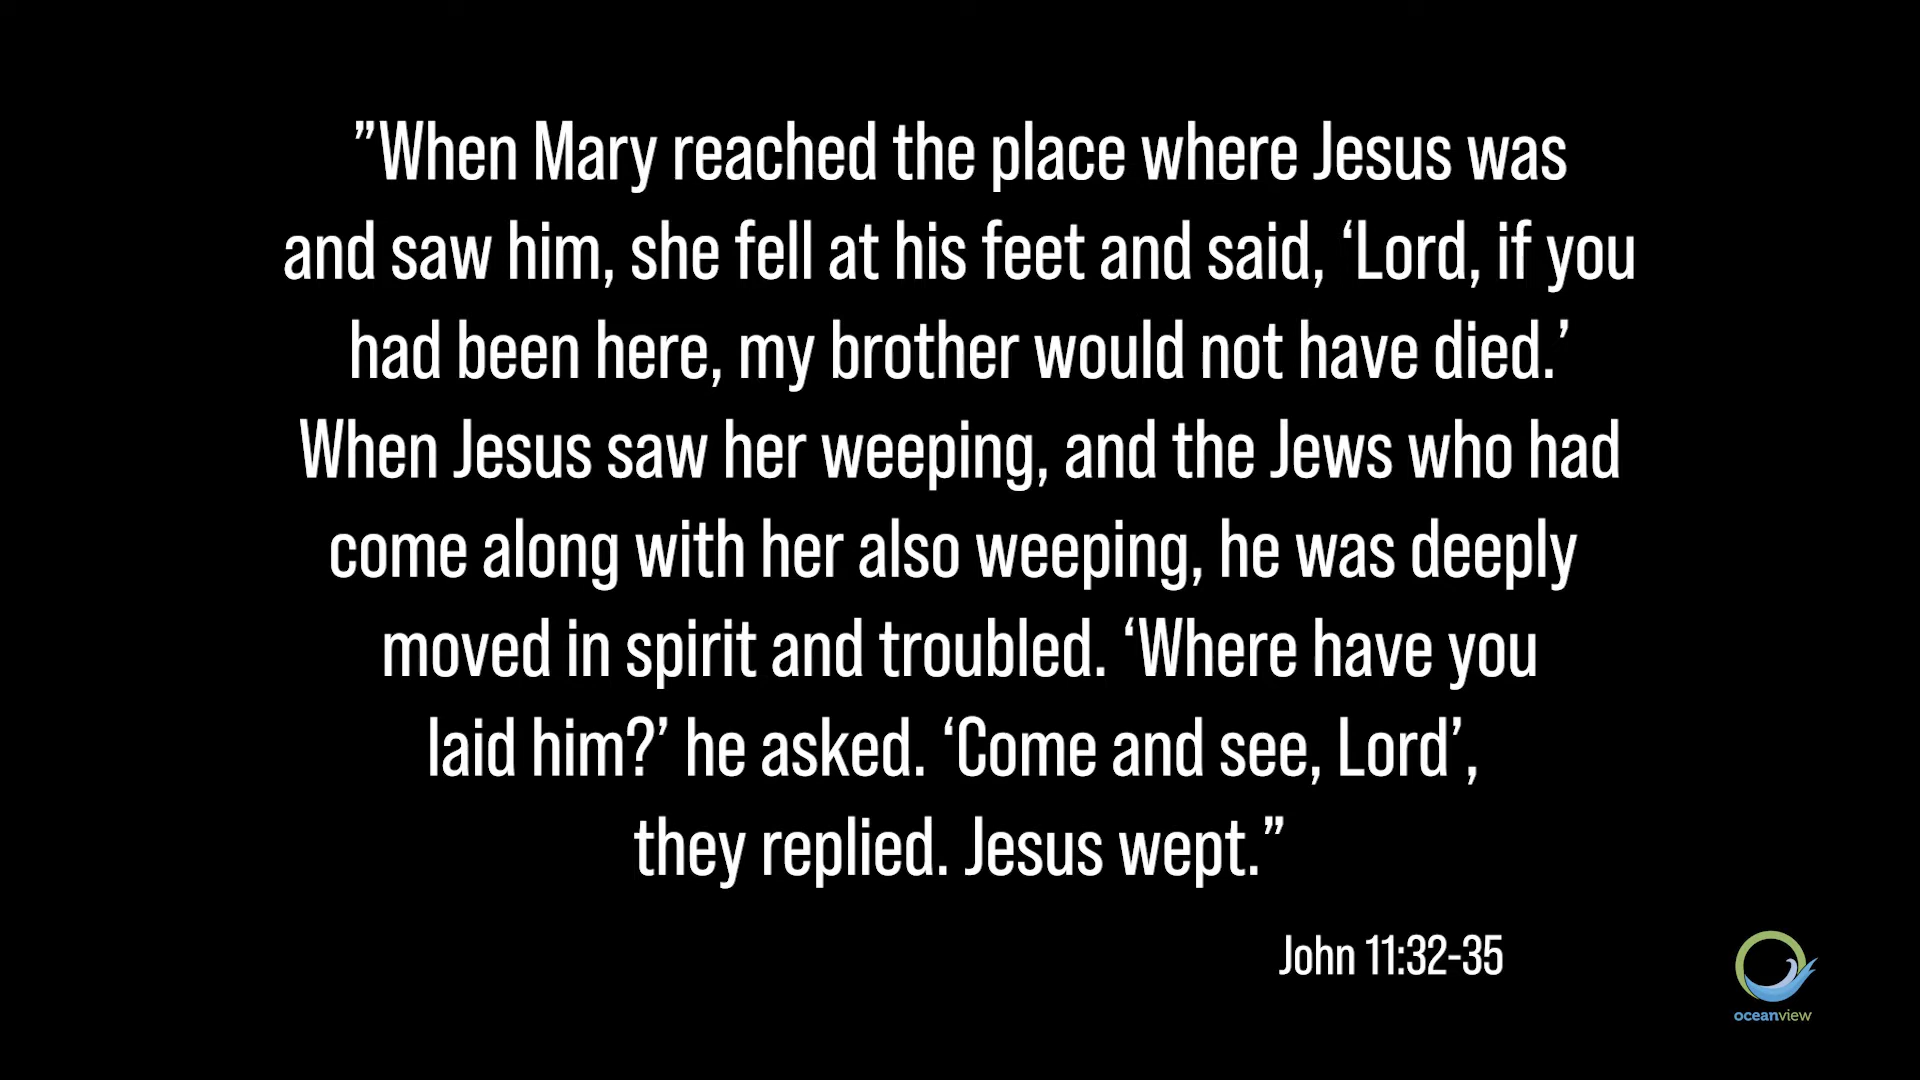 ”When Mary reached the place where Jesus was
and saw him, she fell at his feet and said, ‘Lord, if you
had been here, my brother would not have died.’
When Jesus saw her weeping, and the Jews who had
come along with her also weeping, he was deeply
moved in spirit and troubled. ‘Where have you
laid him?’ he asked. ‘Come and see, Lord’,
they replied. Jesus wept.”
John 11:32-35
oceanview